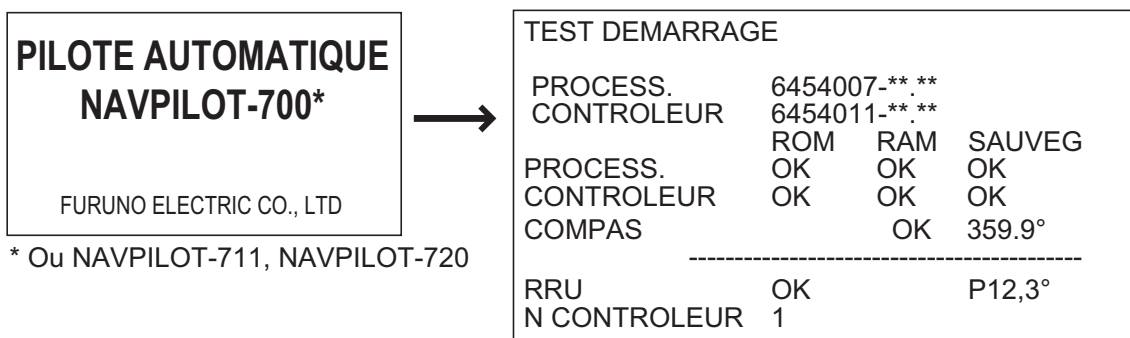 PILOTE AUTOMATIQUE
NAVPILOT-700*
FURUNO ELECTRIC CO., LTD
* Ou NAVPILOT-711, NAVPILOT-720
TEST DEMARRAGE
PROCESS. 6454007-**.**
CONTROLEUR 6454011-**.**
ROM RAM SAUVEG
PROCESS. OK OK OK
CONTROLEUR OK OK OK
COMPAS OK 359.9°
------------------------------------------
RRU OK P12,3°
N CONTROLEUR 1